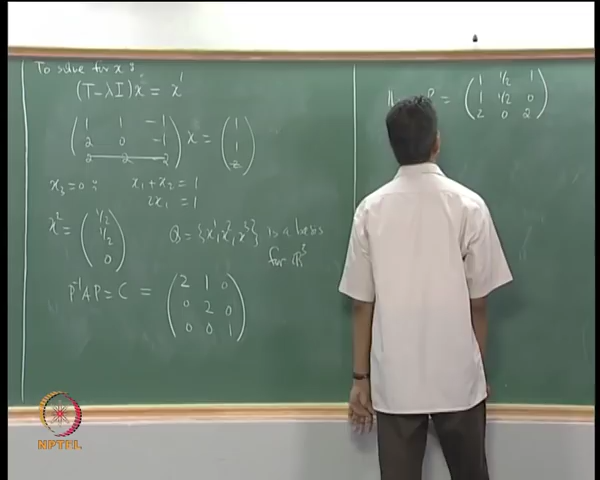 To solve for x :
(T-λI)x² = x¹
( 1 1 -1
2 0 -1
2 2 -2 ) x = ( 1
1
2 )
x₃=0 : x₁+x₂ = 1
2x₁ = 1
x² = ( 1/2
1/2
0 ) B = {x¹, x², x³} is a basis
for ℝ³
P⁻¹AP = C = ( 2 1 0
0 2 0
0 0 1 )
= ( 1 1/2 1
1 1/2 0
2 0 2 )
NPTEL